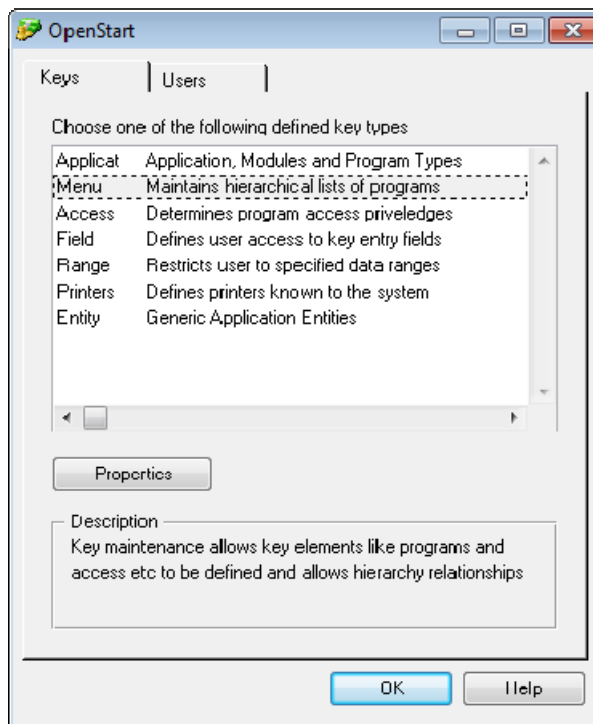 OpenStart
Keys Users
Choose one of the following defined key types
Applicat Application, Modules and Program Types
Menu Maintains hierarchical lists of programs
Access Determines program access priveledges
Field Defines user access to key entry fields
Range Restricts user to specified data ranges
Printers Defines printers known to the system
Entity Generic Application Entities
Properties
Description
Key maintenance allows key elements like programs and
access etc to be defined and allows hierarchy relationships
OK Help